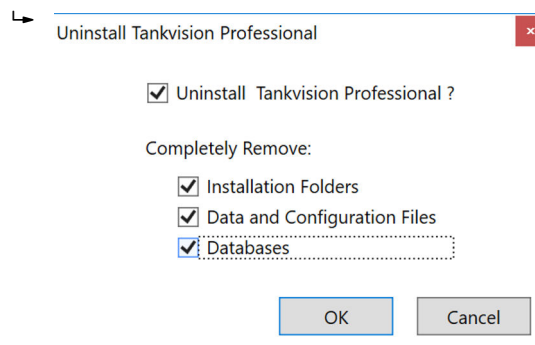 Uninstall Tankvision Professional
Uninstall Tankvision Professional ?
Completely Remove:
Installation Folders
Data and Configuration Files
Databases
OK
Cancel